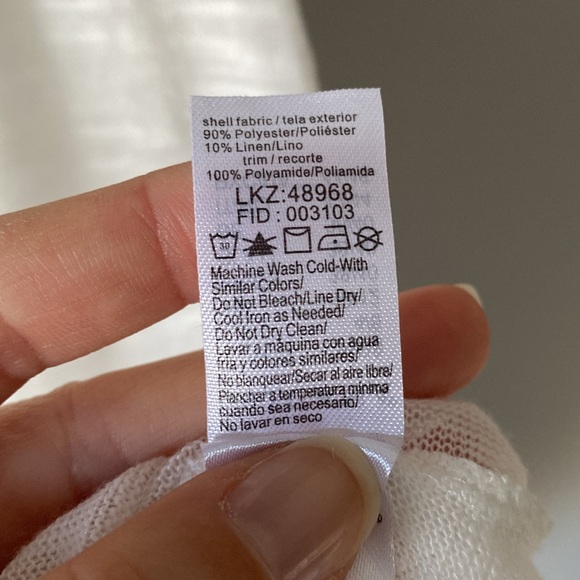 shell fabric / tela exterior
90% Polyester/Poliéster
10% Linen/Lino
trim / recorte
100% Polyamide/Poliamida
LKZ:48968
FID : 003103
30
Machine Wash Cold-With
Similar Colors/
Do Not Bleach/Line Dry/
Cool Iron as Needed/
Do Not Dry Clean/
Lavar a màquina con agua
fria y colores similares/
No blanquear/Secar al aire libre/
Planchar a temperatura minima
cuando sea necesario/
No lavar en seco